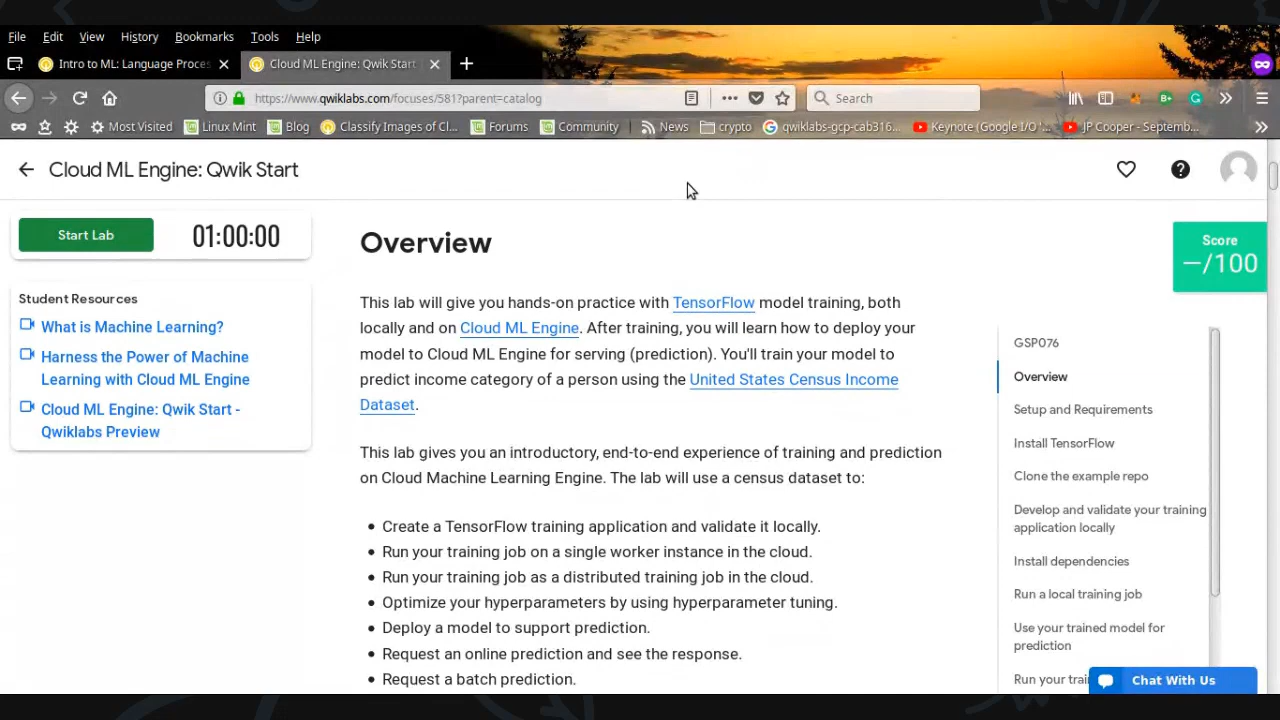 File Edit View History Bookmarks Tools Help
Intro to ML: Language Proces
Cloud ML Engine: Qwik Start
https://www.qwiklabs.com/focuses/581?parent=catalog
Search
Most Visited Linux Mint Blog Classify Images of Cl... Forums Community News crypto qwiklabs-gcp-cab316... Keynote (Google I/O '... JP Cooper - Septemb...
Cloud ML Engine: Qwik Start
Start Lab
01:00:00
Student Resources
What is Machine Learning?
Harness the Power of Machine
Learning with Cloud ML Engine
Cloud ML Engine: Qwik Start -
Qwiklabs Preview
Overview
This lab will give you hands-on practice with TensorFlow model training, both
locally and on Cloud ML Engine. After training, you will learn how to deploy your
model to Cloud ML Engine for serving (prediction). You'll train your model to
predict income category of a person using the United States Census Income
Dataset.
This lab gives you an introductory, end-to-end experience of training and prediction
on Cloud Machine Learning Engine. The lab will use a census dataset to:
• Create a TensorFlow training application and validate it locally.
• Run your training job on a single worker instance in the cloud.
• Run your training job as a distributed training job in the cloud.
• Optimize your hyperparameters by using hyperparameter tuning.
• Deploy a model to support prediction.
• Request an online prediction and see the response.
• Request a batch prediction.
Score
—/100
GSP076
Overview
Setup and Requirements
Install TensorFlow
Clone the example repo
Develop and validate your training
application locally
Install dependencies
Run a local training job
Use your trained model for
prediction
Run your
Chat With Us